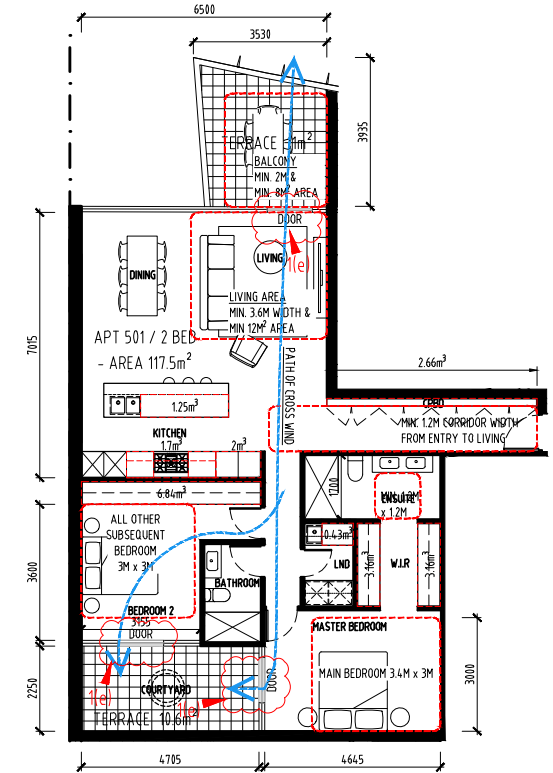 6500
3530
3935
BALCONY
MIN. 2M &
MIN. 8M² AREA
DOOR
1(e)
LIVING
DINING
LIVING AREA
MIN. 3.6M WIDTH &
MIN 12M² AREA
APT 501 / 2 BED
- AREA 117.5m²
7015
PATH OF CROSS WIND
2.66m³
CPBD
MIN. 1.2M CORRIDOR WIDTH
FROM ENTRY TO LIVING
1.25m³
KITCHEN
1.7m³
2m³
6.84m³
1700
ENSUITE
x 1.2M
ALL OTHER
SUBSEQUENT
BEDROOM
3M x 3M
0.43m³
LND
3.16m³
W.I.R
3.16m³
BATHROOM
3600
BEDROOM 2
3155
DOOR
MASTER BEDROOM
MAIN BEDROOM 3.4M x 3M
3000
DOOR
COURTYARD
1(e)
1(e)
TERRACE 10.6m²
2250
4705
4645